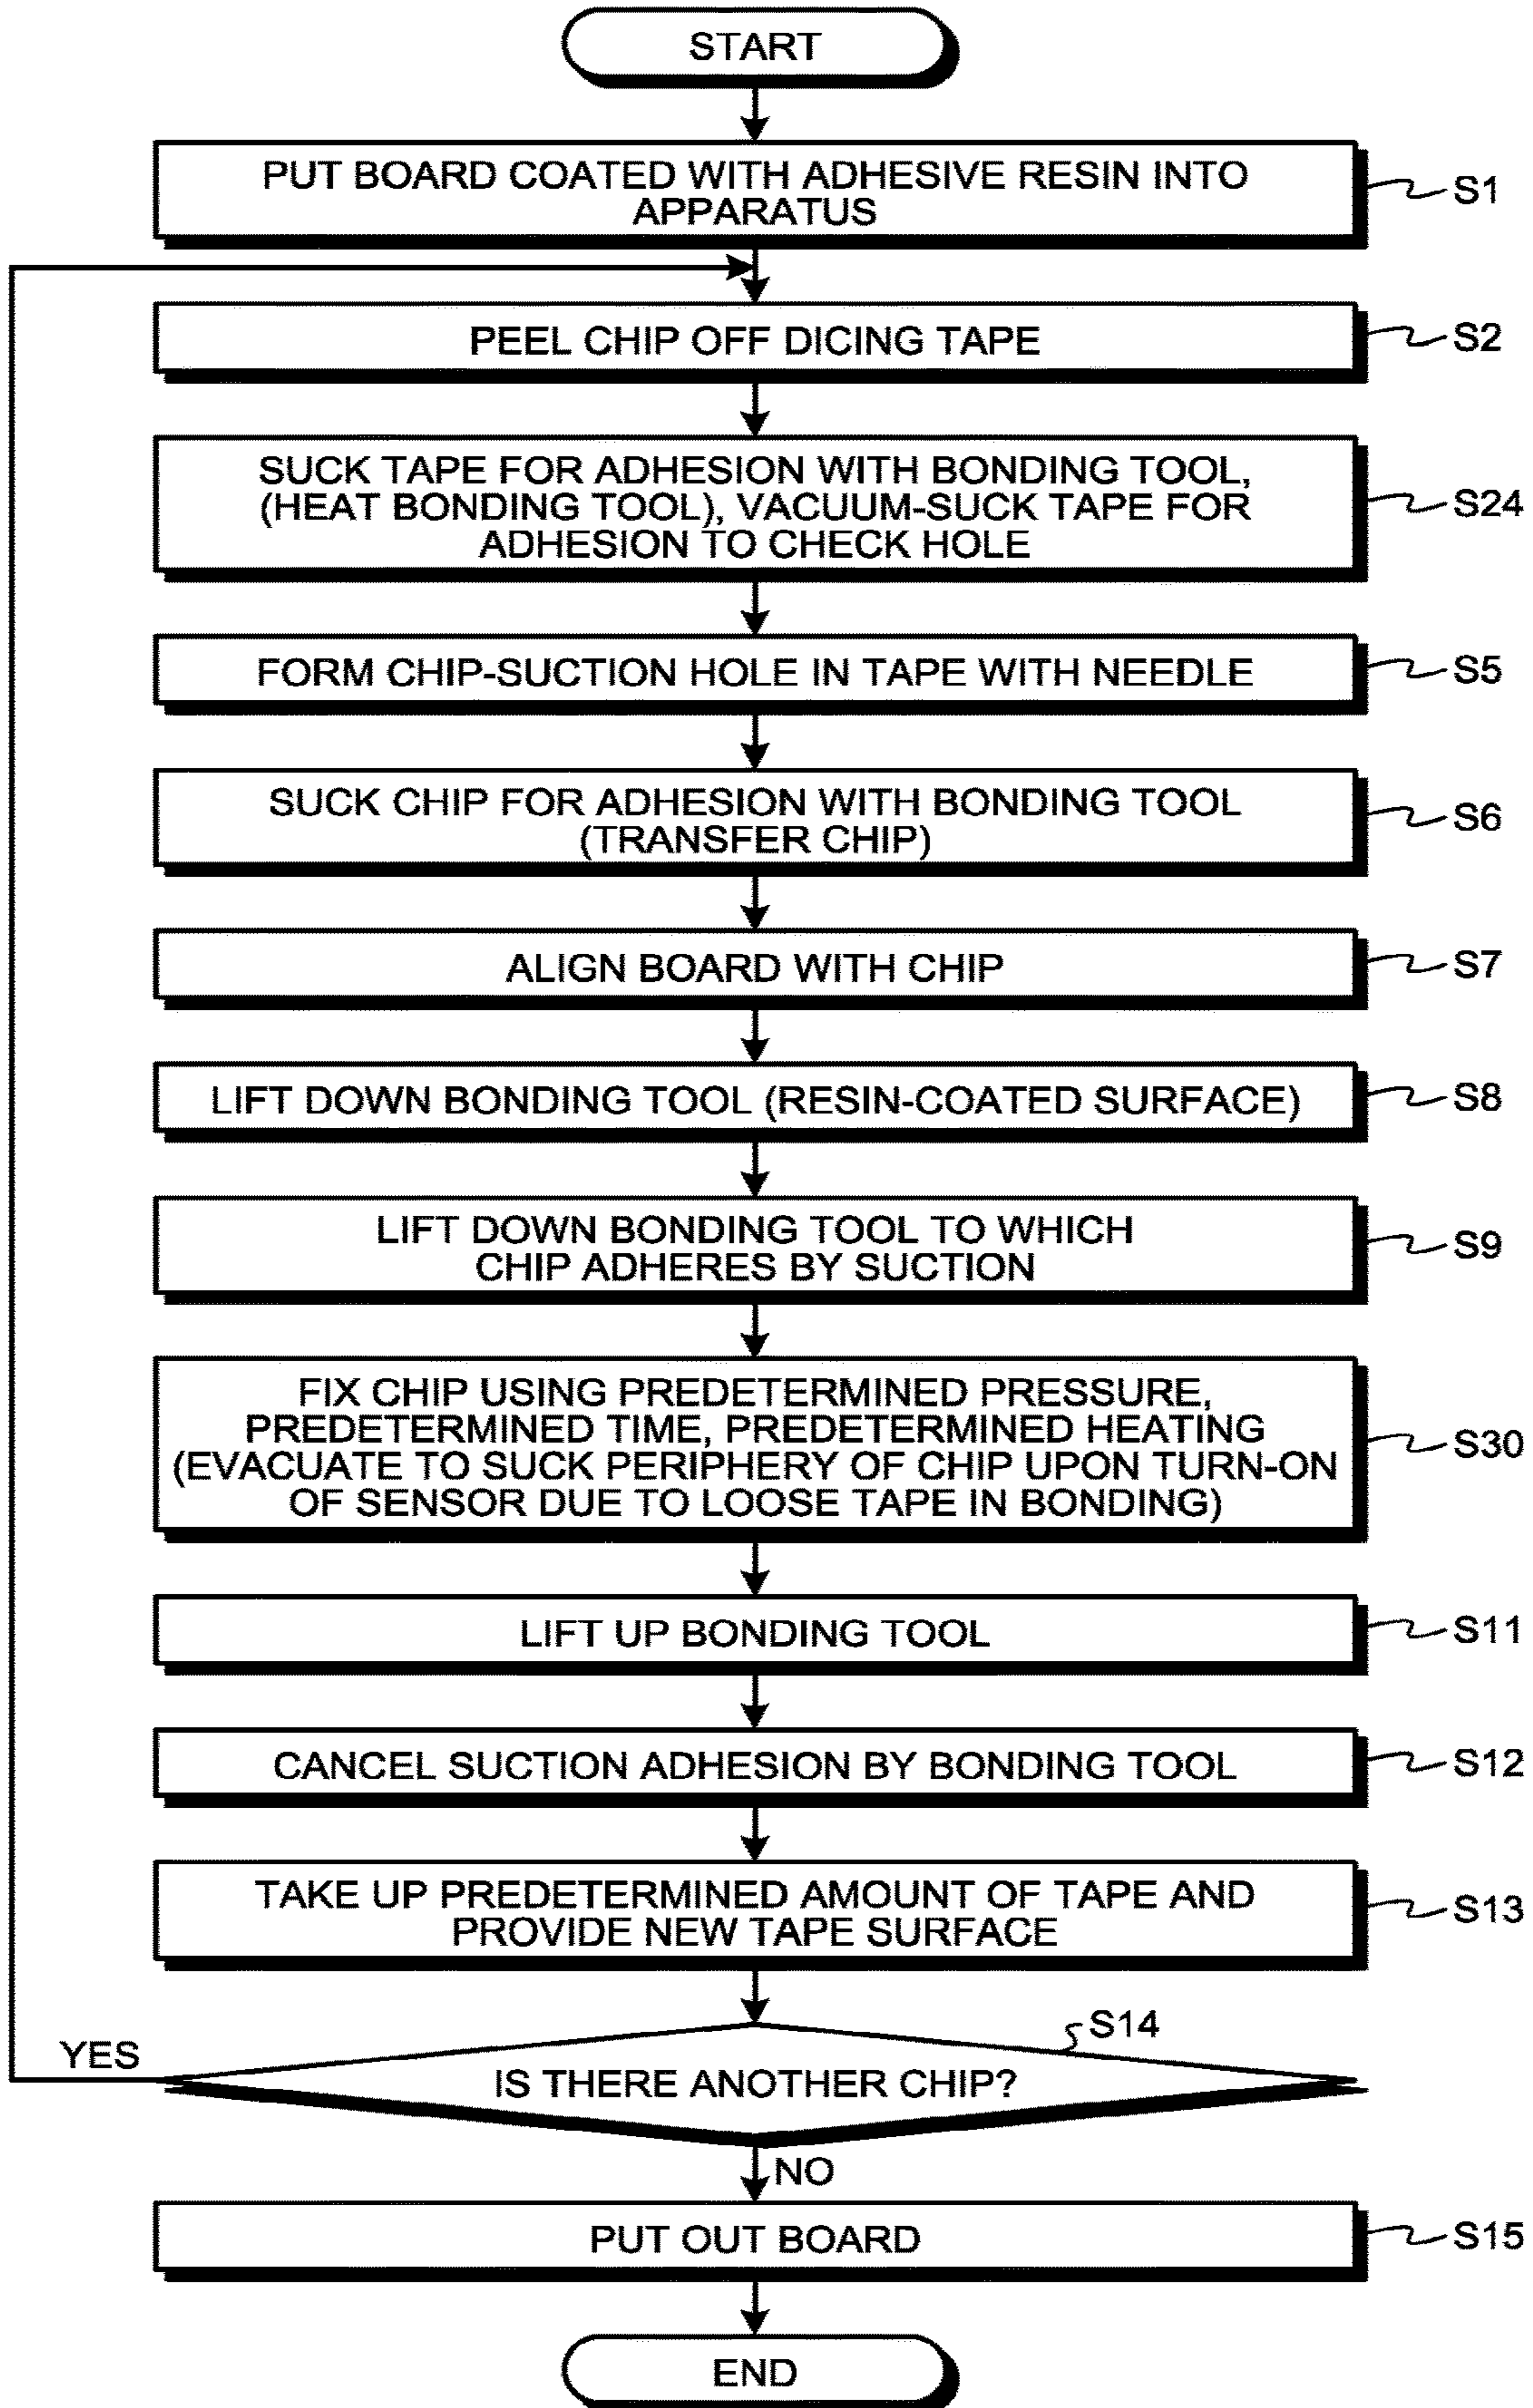 START
PUT BOARD COATED WITH ADHESIVE RESIN INTO
APPARATUS
S1
PEEL CHIP OFF DICING TAPE
S2
SUCK TAPE FOR ADHESION WITH BONDING TOOL,
(HEAT BONDING TOOL), VACUUM-SUCK TAPE FOR
ADHESION TO CHECK HOLE
S24
FORM CHIP-SUCTION HOLE IN TAPE WITH NEEDLE
S5
SUCK CHIP FOR ADHESION WITH BONDING TOOL
(TRANSFER CHIP)
S6
ALIGN BOARD WITH CHIP
S7
LIFT DOWN BONDING TOOL (RESIN-COATED SURFACE)
S8
LIFT DOWN BONDING TOOL TO WHICH
CHIP ADHERES BY SUCTION
S9
FIX CHIP USING PREDETERMINED PRESSURE,
PREDETERMINED TIME, PREDETERMINED HEATING
(EVACUATE TO SUCK PERIPHERY OF CHIP UPON TURN-ON
OF SENSOR DUE TO LOOSE TAPE IN BONDING)
S30
LIFT UP BONDING TOOL
S11
CANCEL SUCTION ADHESION BY BONDING TOOL
S12
TAKE UP PREDETERMINED AMOUNT OF TAPE AND
PROVIDE NEW TAPE SURFACE
S13
S14
YES
IS THERE ANOTHER CHIP?
NO
PUT OUT BOARD
S15
END